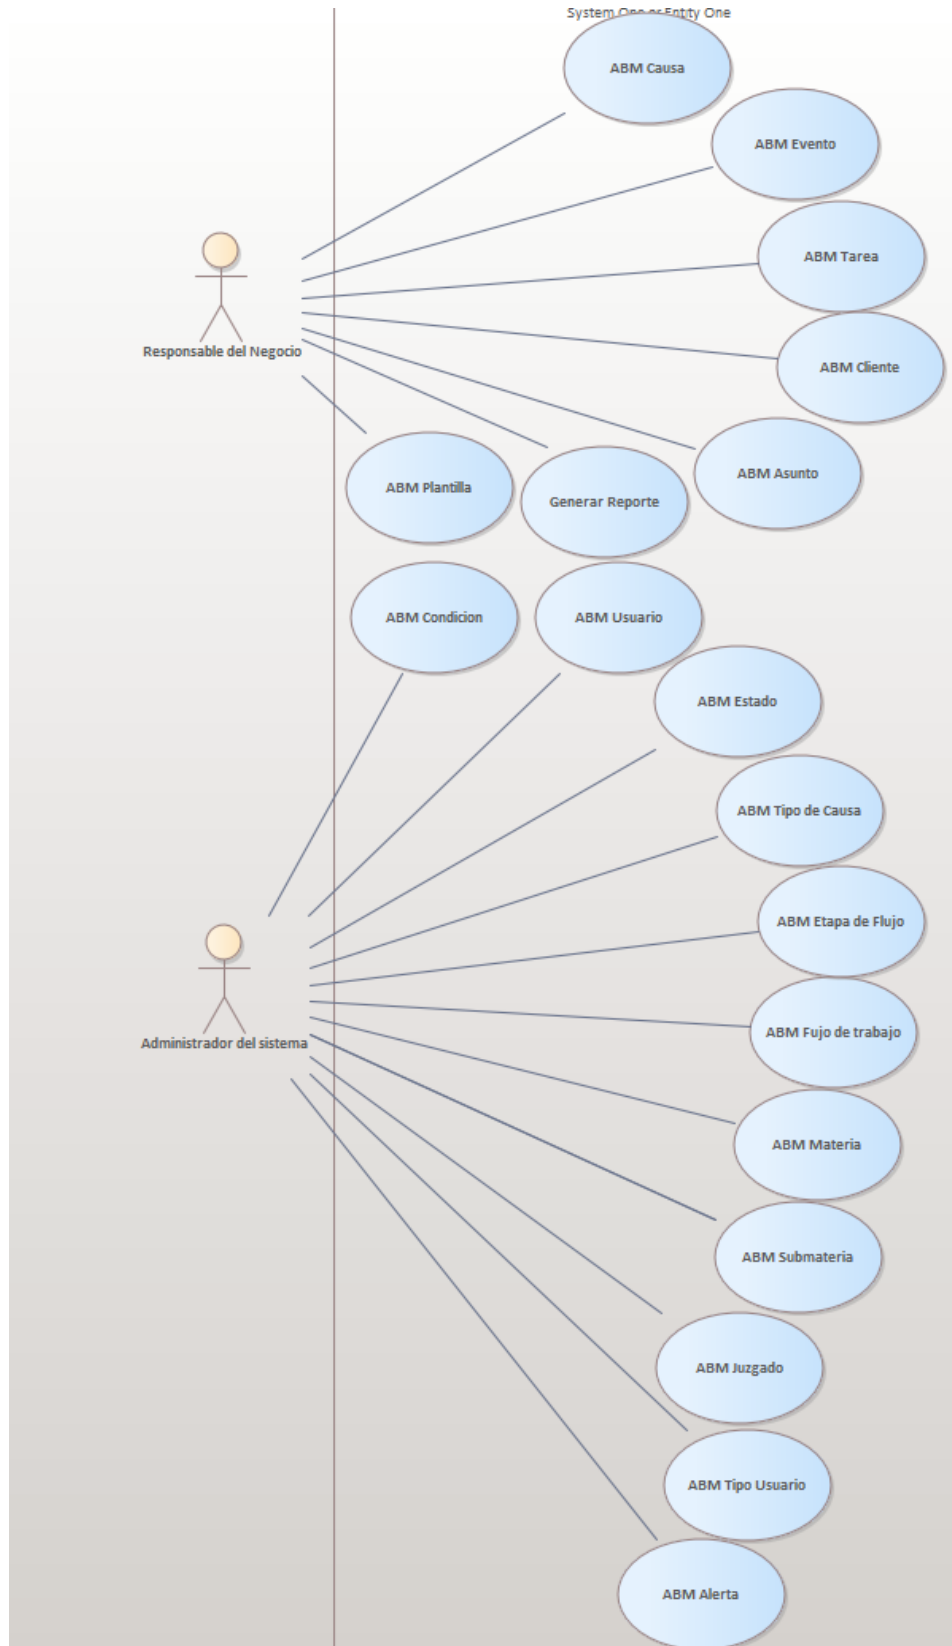 System One or Entity One
ABM Causa
ABM Evento
ABM Tarea
Responsable del Negocio
ABM Cliente
ABM Asunto
ABM Plantilla
Generar Reporte
ABM Condicion
ABM Usuario
ABM Estado
ABM Tipo de Causa
ABM Etapa de Flujo
ABM Fujo de trabajo
Administrador del sistema
ABM Materia
ABM Submateria
ABM Juzgado
ABM Tipo Usuario
ABM Alerta